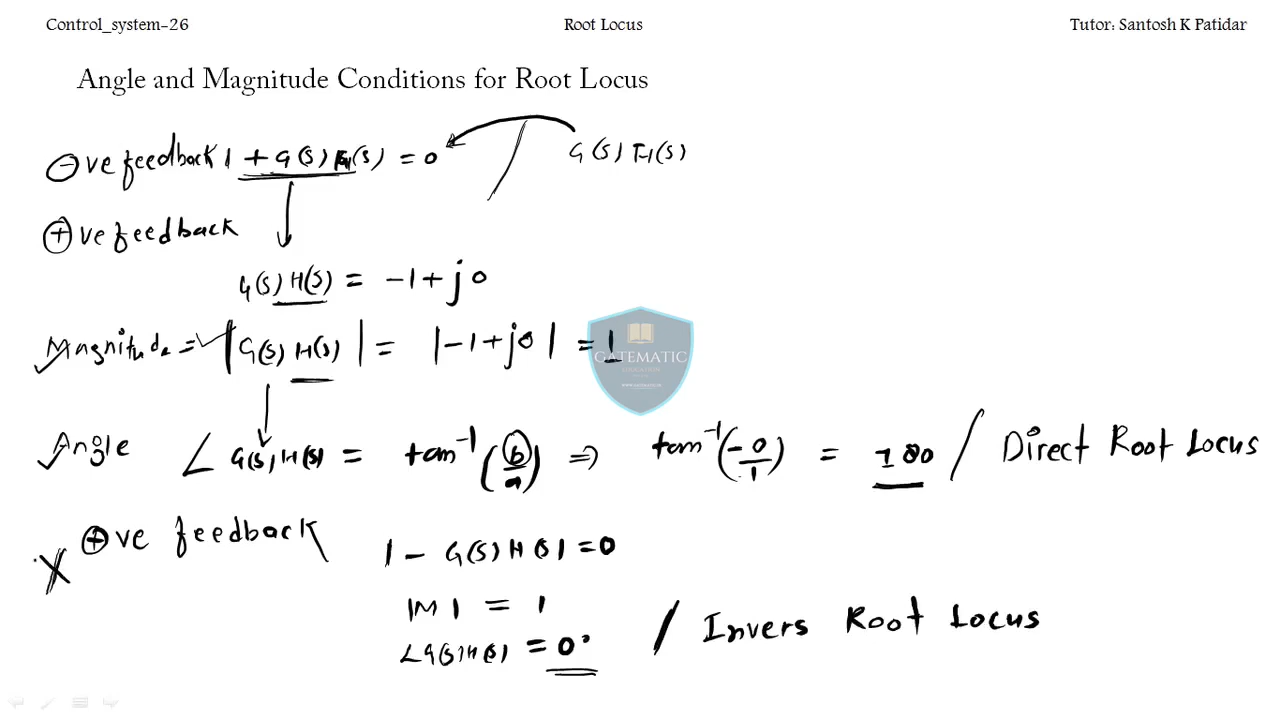 Control_system-26 Root Locus Tutor: Santosh K Patidar
Angle and Magnitude Conditions for Root Locus
⊖ve feedback 1 + G(s) H(s) = 0 G(s) H(s)
⊕ve feedback
G(s) H(s) = -1 + j0
Magnitude = |G(s) H(s)| = |-1 + j0| = 1
GATEMATIC
EDUCATION
Angle ∠ G(s) H(s) = tan⁻¹(b/a) ⇒ tan⁻¹(-0/1) = 180 / Direct Root Locus
⊕ve feedback
1 - G(s) H(s) = 0
|M| = 1
∠G(s)H(s) = 0° / Invers Root Locus